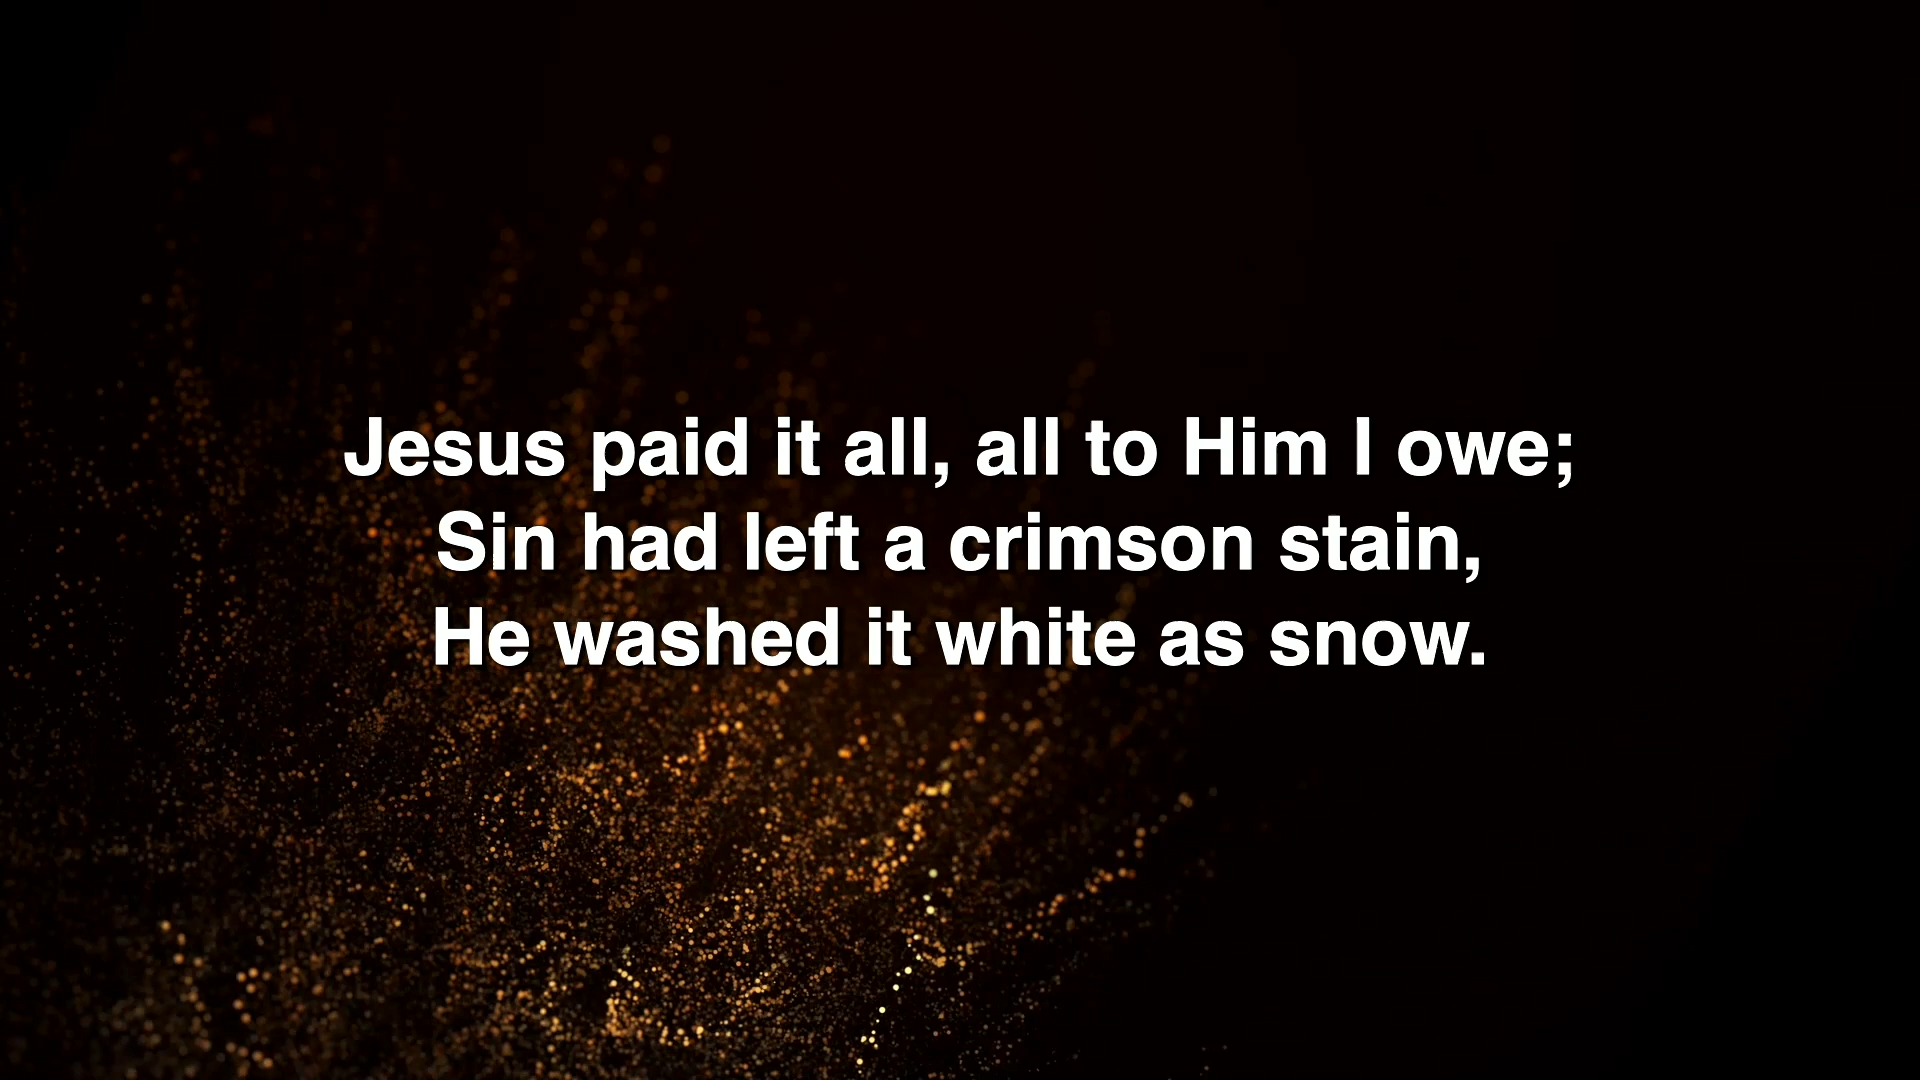 Jesus paid it all, all to Him I owe;
Sin had left a crimson stain,
He washed it white as snow.